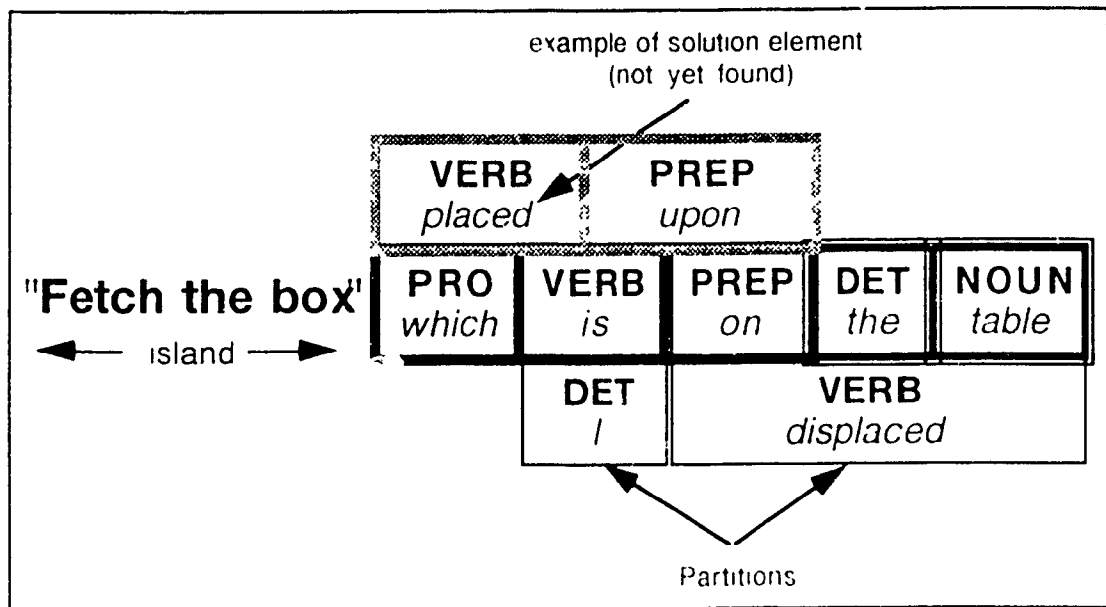 example of solution element
(not yet found)
VERB PREP
placed upon
"Fetch the box" PRO VERB PREP DET NOUN
which is on the table
island
DET VERB
I displaced
Partitions